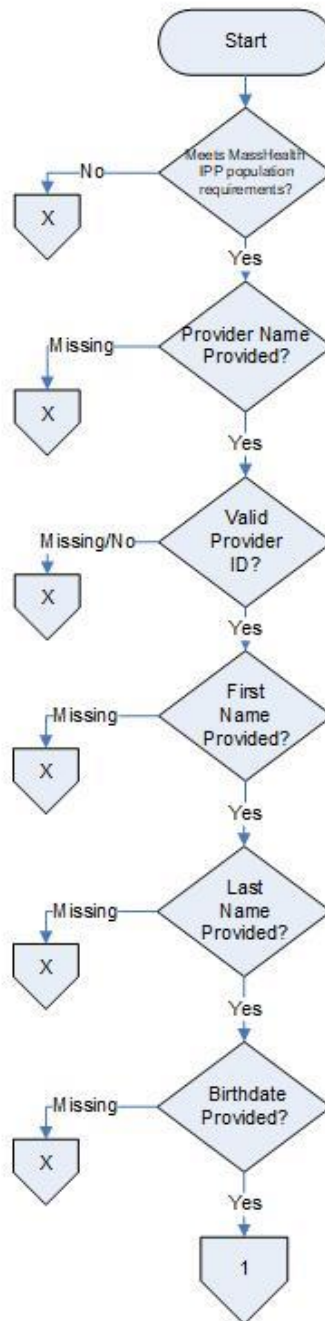 Start
Meets MassHealth
IPP population
requirements?
No
X
Yes
Provider Name
Provided?
Missing
X
Yes
Valid
Provider
ID?
Missing/No
X
Yes
First
Name
Provided?
Missing
X
Yes
Last
Name
Provided?
Missing
X
Yes
Birthdate
Provided?
Missing
X
Yes
1